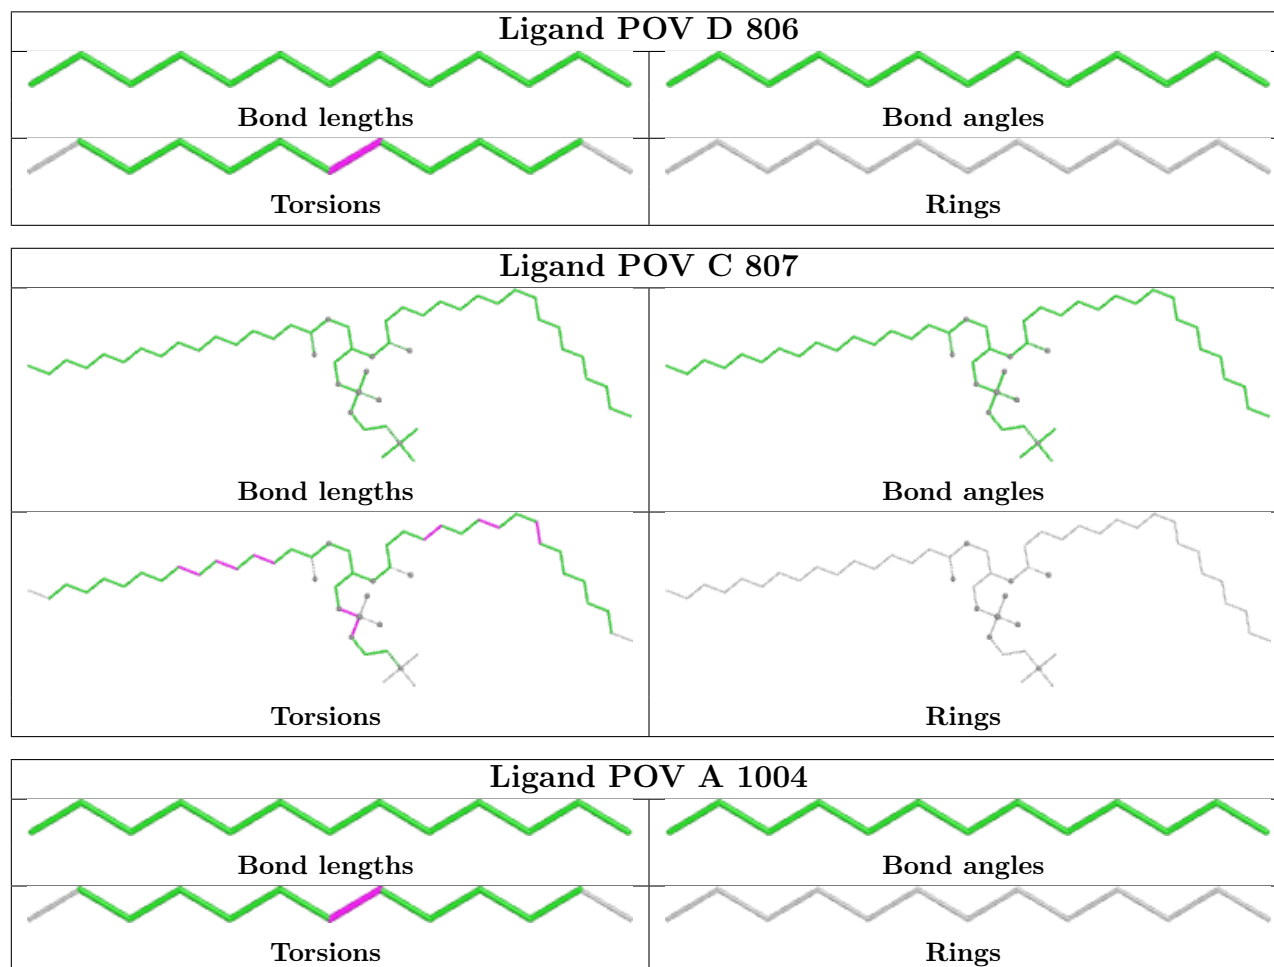 Ligand POV D 806
Bond lengths
Bond angles
Torsions
Rings
Ligand POV C 807
Bond lengths
Bond angles
Torsions
Rings
Ligand POV A 1004
Bond lengths
Bond angles
Torsions
Rings